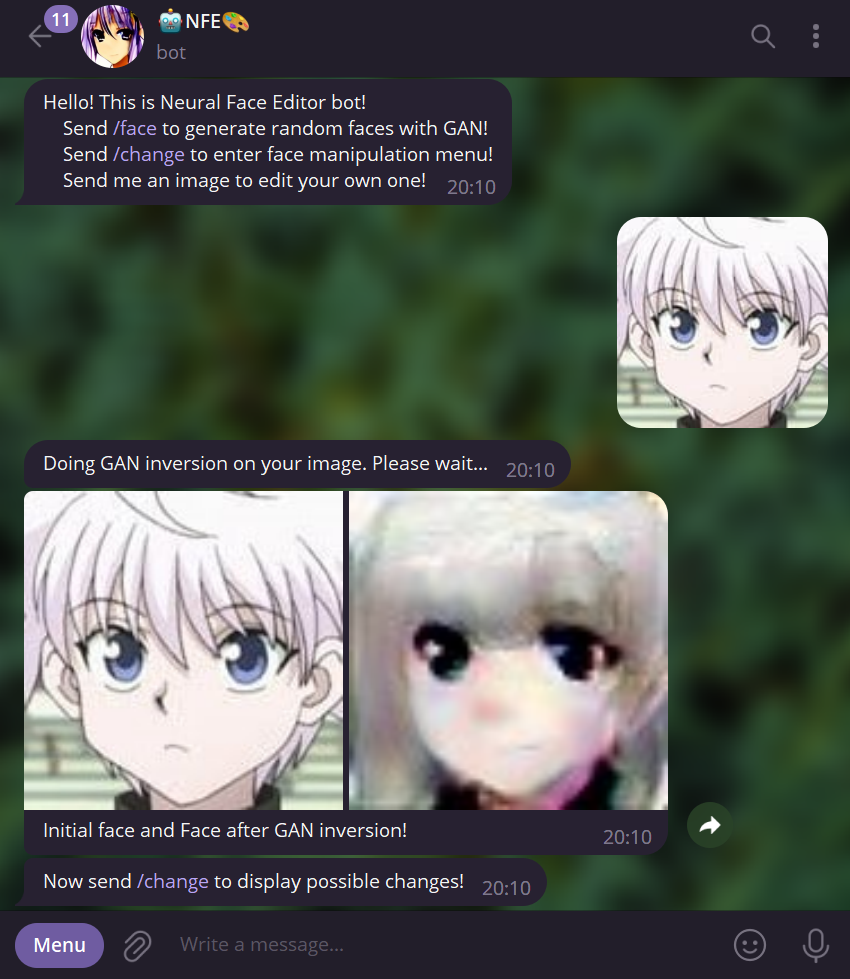 11
🤖NFE🎨
bot
Hello! This is Neural Face Editor bot!
Send /face to generate random faces with GAN!
Send /change to enter face manipulation menu!
Send me an image to edit your own one! 20:10
Doing GAN inversion on your image. Please wait... 20:10
Initial face and Face after GAN inversion! 20:10
Now send /change to display possible changes! 20:10
Menu Write a message...